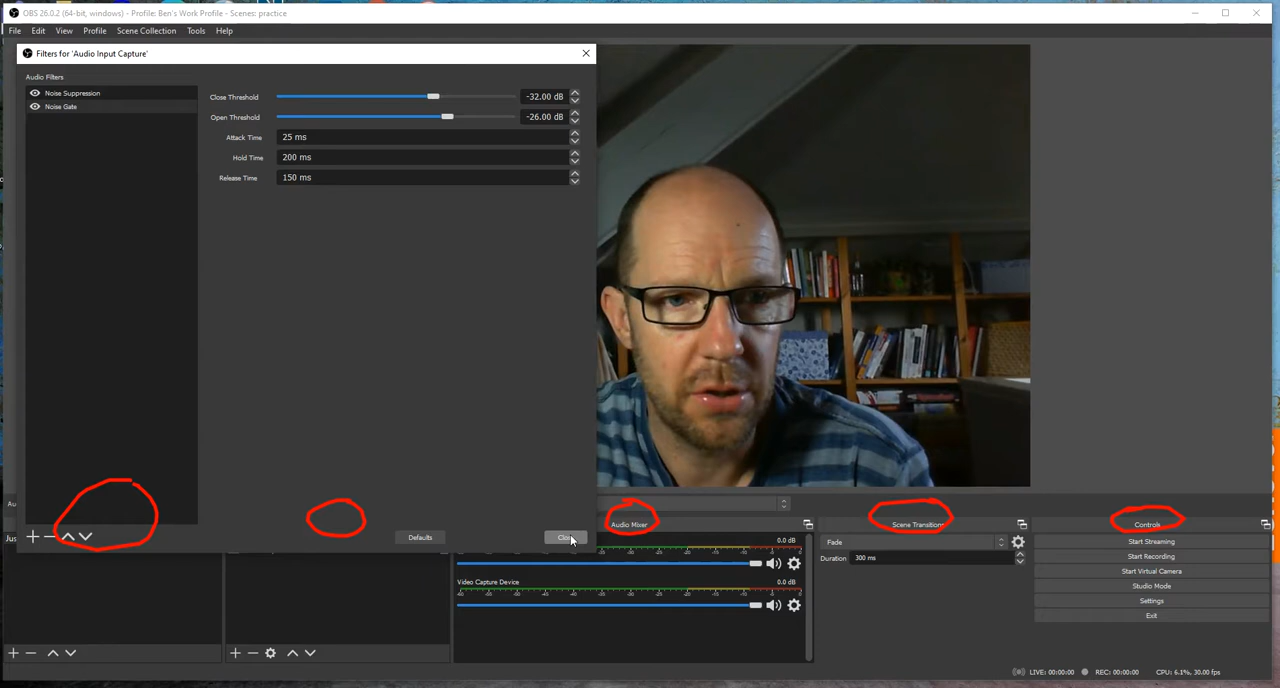 OBS 26.0.2 (64-bit, windows) - Profile: Ben's Work Profile - Scenes: practice
File Edit View Profile Scene Collection Tools Help
Filters for 'Audio Input Capture'
Audio Filters
Noise Suppression
Noise Gate
Close Threshold -32.00 dB
Open Threshold -26.00 dB
Attack Time 25 ms
Hold Time 200 ms
Release Time 150 ms
Defaults
Audio Mixer
Scene Transitions
Controls
0.0 dB
Video Capture Device 0.0 dB
Fade
Duration 300 ms
Start Streaming
Start Recording
Start Virtual Camera
Studio Mode
Settings
Exit
LIVE: 00:00:00 REC: 00:00:00 CPU: 6.1%, 30.00 fps